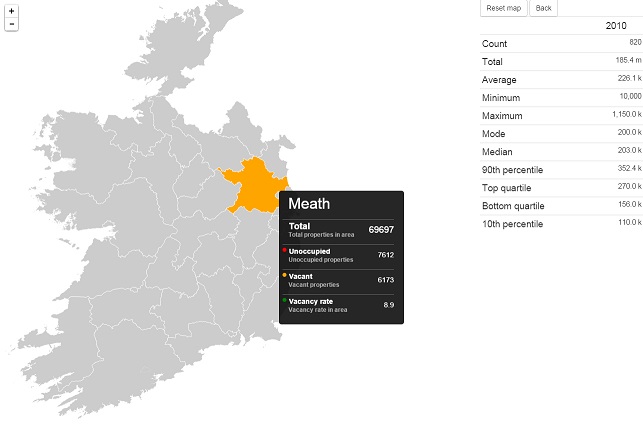 +
−
Reset map Back
2010
Count 820
Total 185.4 m
Average 226.1 k
Minimum 10,000
Maximum 1,150.0 k
Mode 200.0 k
Median 203.0 k
90th percentile 352.4 k
Top quartile 270.0 k
Bottom quartile 156.0 k
10th percentile 110.0 k
Meath
Total 69697
Total properties in area
Unoccupied 7612
Unoccupied properties
Vacant 6173
Vacant properties
Vacancy rate 8.9
Vacancy rate in area